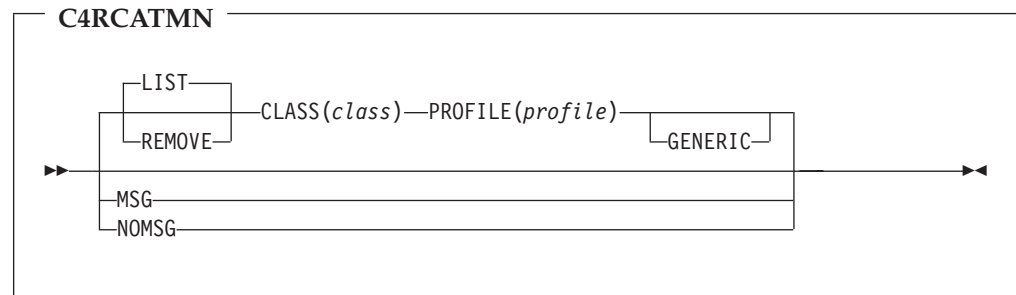 C4RCATMN
LIST
CLASS(class) PROFILE(profile)
REMOVE GENERIC
MSG
NOMSG